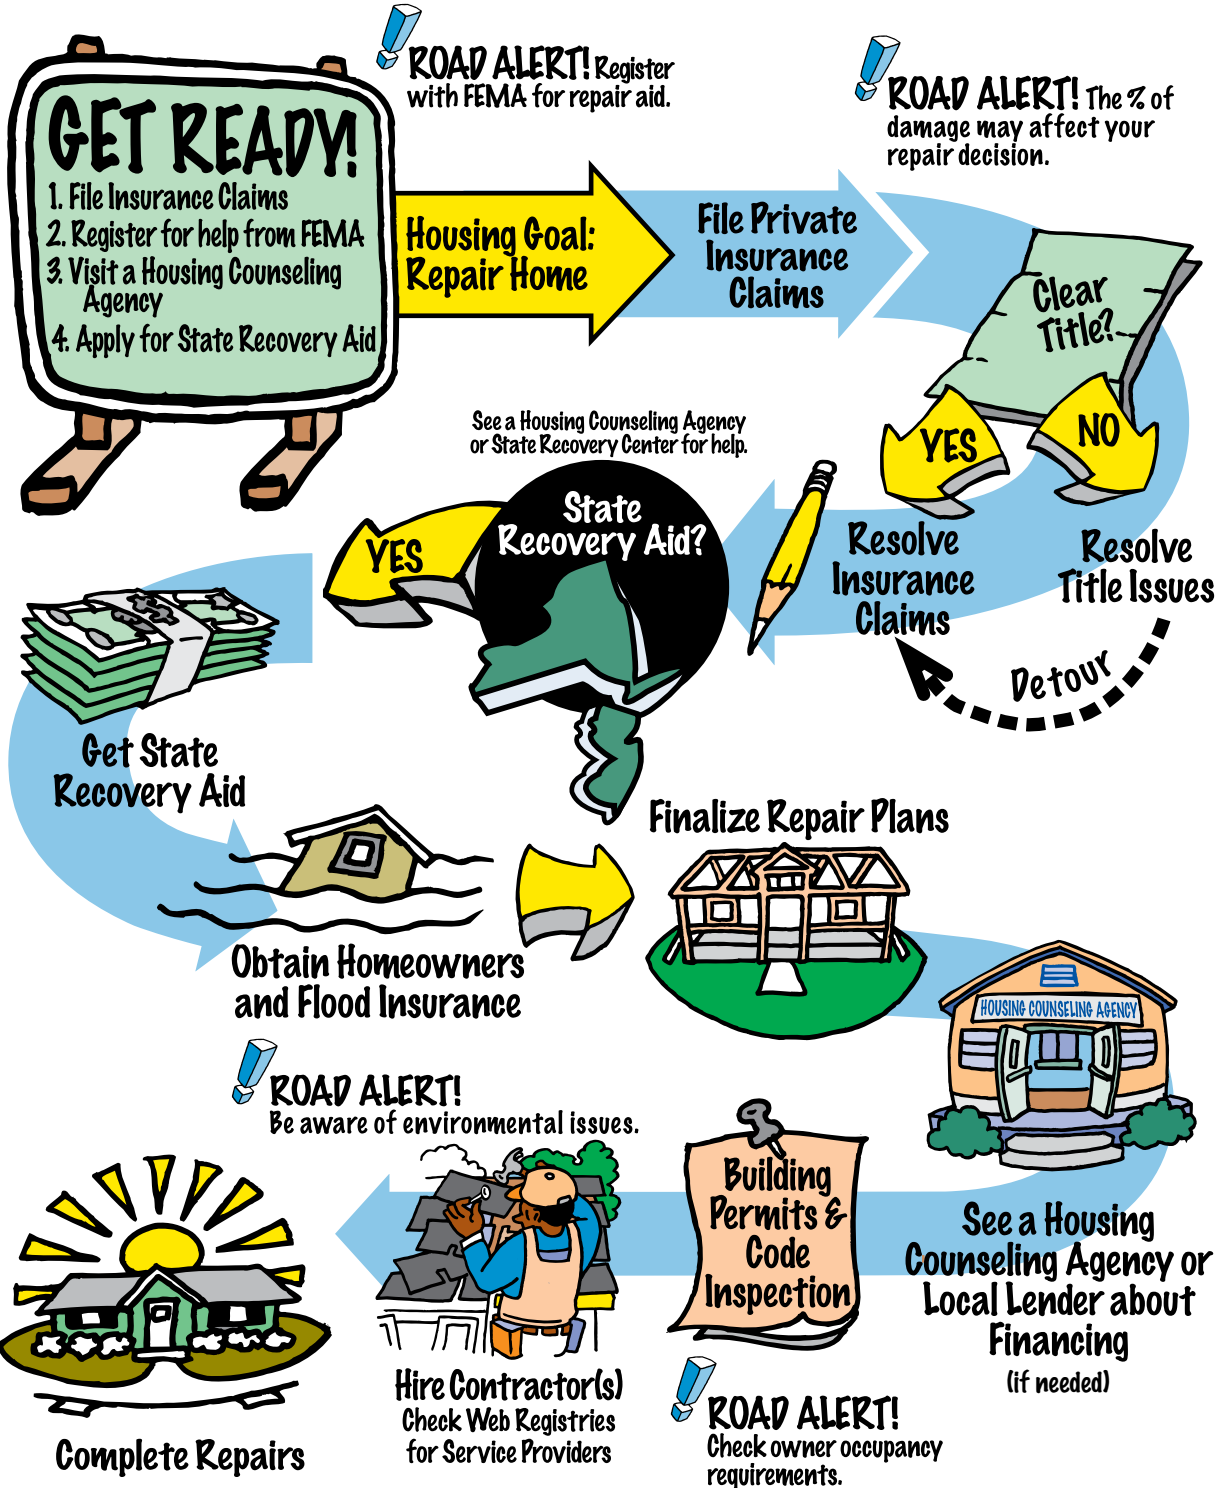 GET READY!
1. File Insurance Claims
2. Register for help from FEMA
3. Visit a Housing Counseling
Agency
4. Apply for State Recovery Aid
ROAD ALERT! Register
with FEMA for repair aid.
ROAD ALERT! The % of
damage may affect your
repair decision.
Housing Goal:
Repair Home
File Private
Insurance
Claims
Clear
Title?
YES
NO
Resolve
Title Issues
Detour
Resolve
Insurance
Claims
See a Housing Counseling Agency
or State Recovery Center for help.
State
Recovery Aid?
YES
Get State
Recovery Aid
Obtain Homeowners
and Flood Insurance
Finalize Repair Plans
HOUSING COUNSELING AGENCY
See a Housing
Counseling Agency or
Local Lender about
Financing
(if needed)
Building
Permits &
Code
Inspection
ROAD ALERT!
Check owner occupancy
requirements.
ROAD ALERT!
Be aware of environmental issues.
Hire Contractor(s)
Check Web Registries
for Service Providers
Complete Repairs